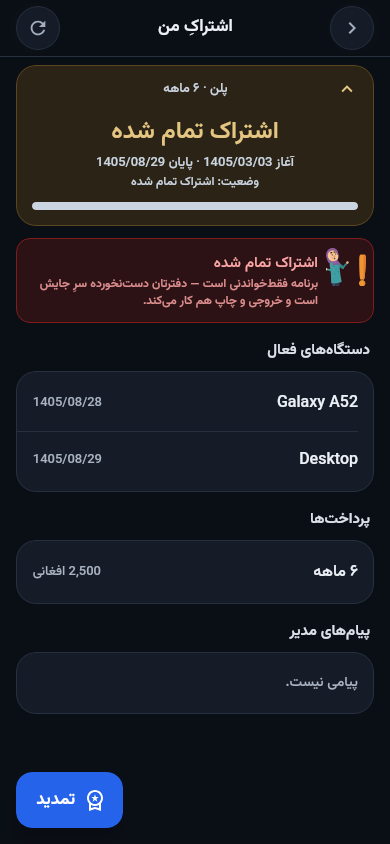 اشتراکِ من
پلن · ۶ ماهه
اشتراک تمام شده
آغاز 1405/03/03 · پایان 1405/08/29
وضعیت: اشتراک تمام شده
اشتراک تمام شده
برنامه فقط‌خواندنی است — دفترتان دست‌نخورده سرِ جایش
است و خروجی و چاپ هم کار می‌کند.
دستگاه‌های فعال
Galaxy A52 1405/08/28
Desktop 1405/08/29
پرداخت‌ها
۶ ماهه 2,500 افغانی
پیام‌های مدیر
پیامی نیست.
تمدید